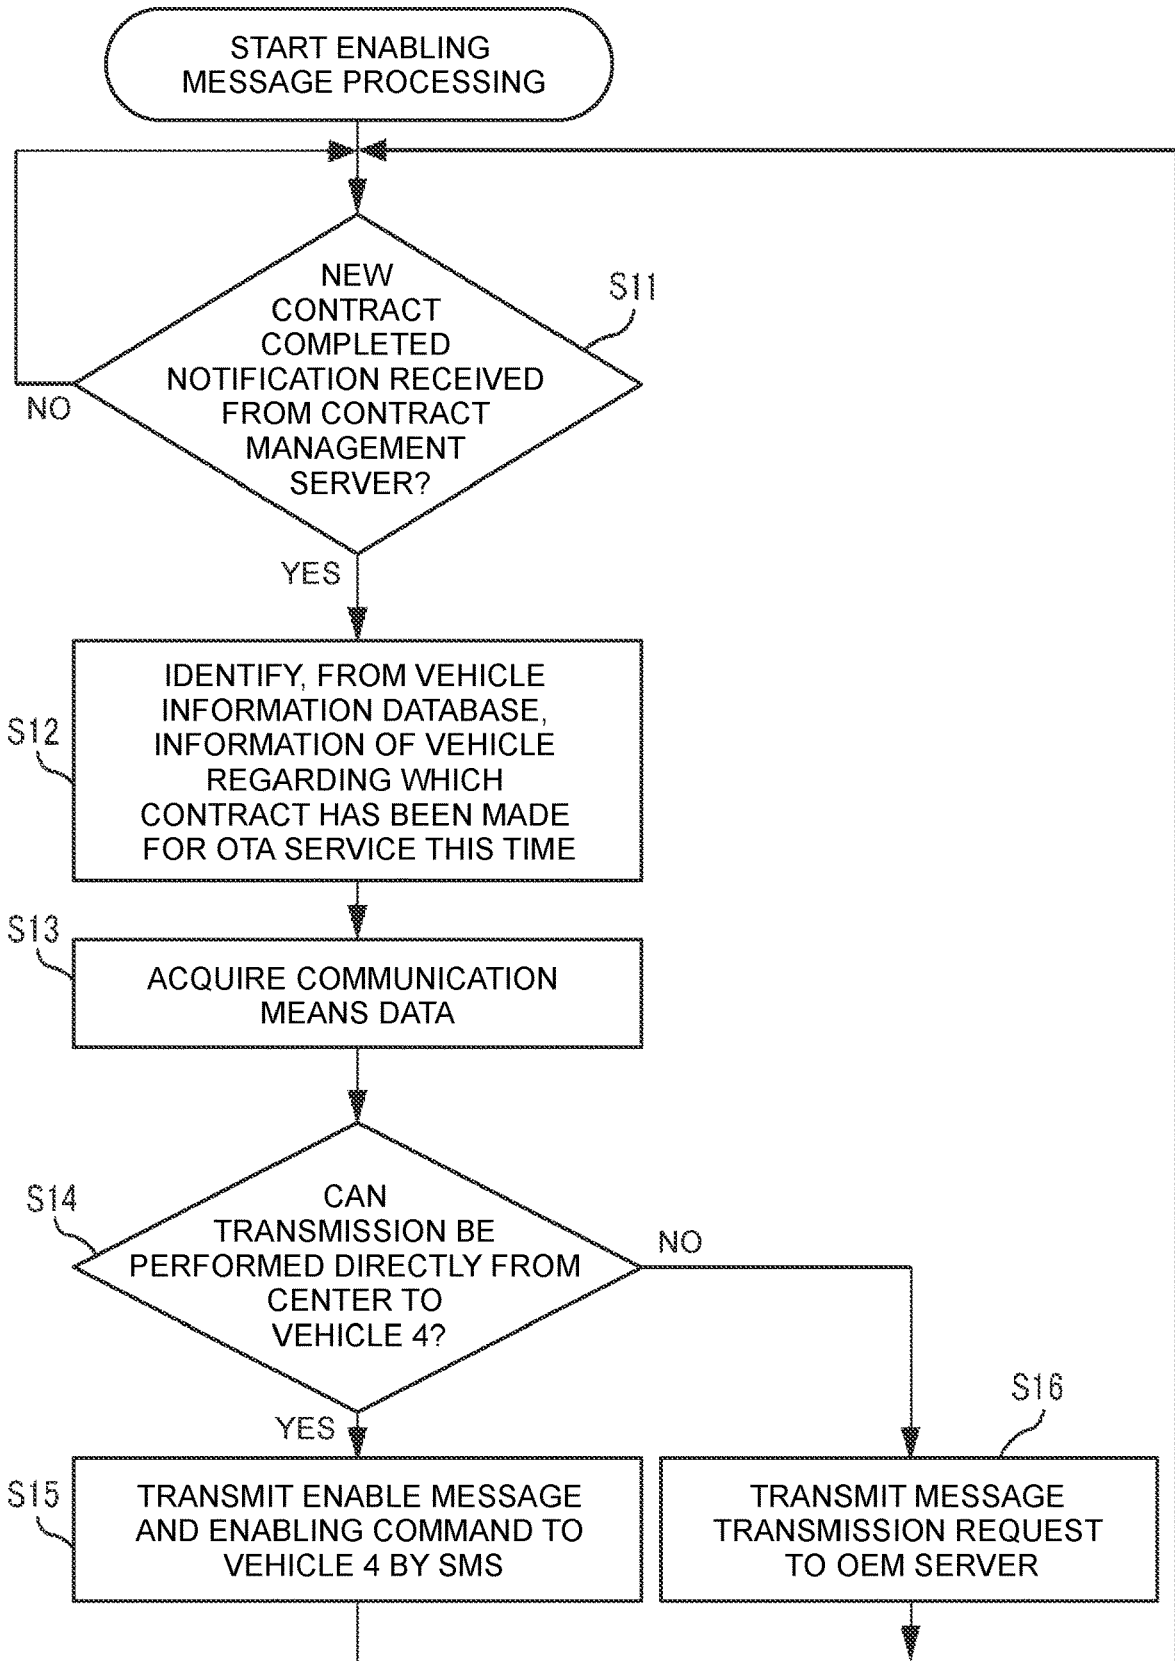 START ENABLING
MESSAGE PROCESSING
NEW
CONTRACT
COMPLETED
NOTIFICATION RECEIVED
FROM CONTRACT
MANAGEMENT
SERVER?
S11
NO
YES
IDENTIFY, FROM VEHICLE
INFORMATION DATABASE,
INFORMATION OF VEHICLE
REGARDING WHICH
CONTRACT HAS BEEN MADE
FOR OTA SERVICE THIS TIME
S12
S13
ACQUIRE COMMUNICATION
MEANS DATA
S14
CAN
TRANSMISSION BE
PERFORMED DIRECTLY FROM
CENTER TO
VEHICLE 4?
NO
YES
S15
TRANSMIT ENABLE MESSAGE
AND ENABLING COMMAND TO
VEHICLE 4 BY SMS
S16
TRANSMIT MESSAGE
TRANSMISSION REQUEST
TO OEM SERVER